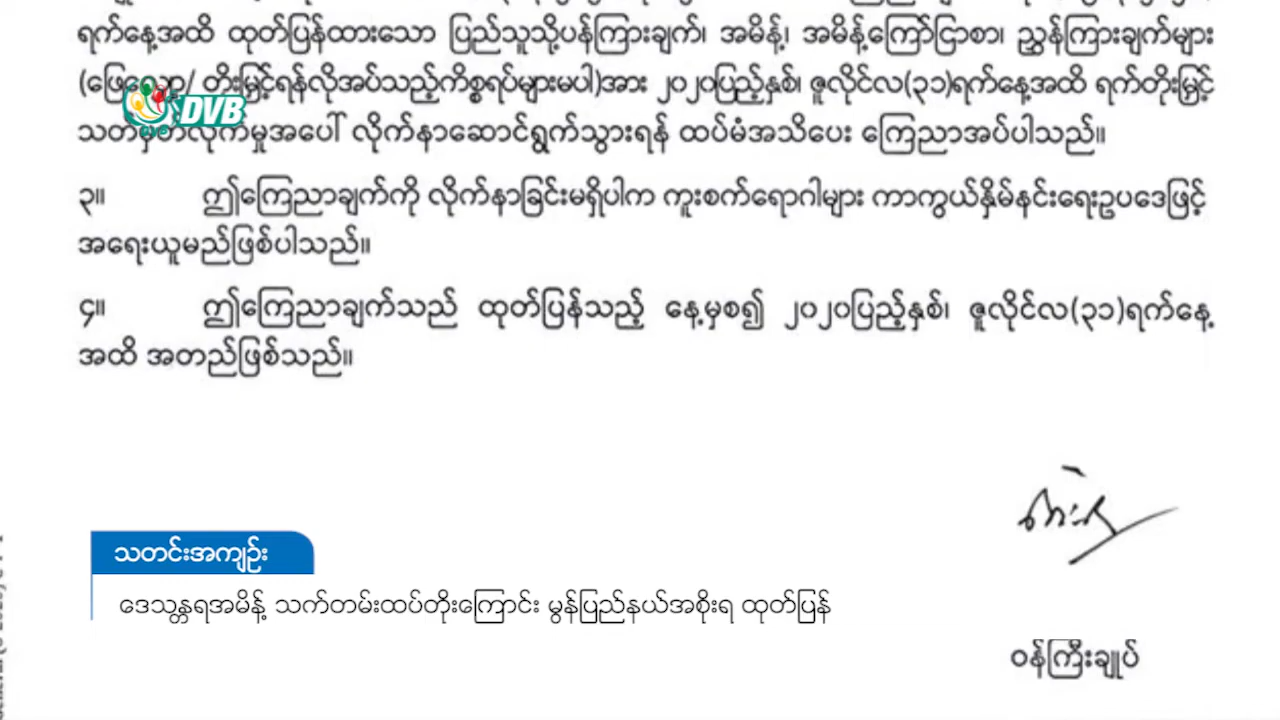 ရက်နေ့အထိ ထုတ်ပြန်ထားသော ပြည်သူသို့ပန်ကြားချက်၊ အမိန့်၊ အမိန့်ကြော်ငြာစာ၊ ညွှန်ကြားချက်များ
(ဖြေလျှော့/ တိုးမြှင့်ရန်လိုအပ်သည့်ကိစ္စရပ်များမပါ)အား ၂၀၂၀ပြည့်နှစ်၊ ဇူလိုင်လ(၃၁)ရက်နေ့အထိ ရက်တိုးမြှင့်
DVB
သတ်မှတ်လိုက်မှုအပေါ် လိုက်နာဆောင်ရွက်သွားရန် ထပ်မံအသိပေး ကြေညာအပ်ပါသည်။
၃။ ဤကြေညာချက်ကို လိုက်နာခြင်းမရှိပါက ကူးစက်ရောဂါများ ကာကွယ်နှိမ်နင်းရေးဥပဒေဖြင့်
အရေးယူမည်ဖြစ်ပါသည်။
၄။ ဤကြေညာချက်သည် ထုတ်ပြန်သည့် နေ့မှစ၍ ၂၀၂၀ပြည့်နှစ်၊ ဇူလိုင်လ(၃၁)ရက်နေ့
အထိ အတည်ဖြစ်သည်။
သတင်းအကျဉ်း
ဒေသန္တရအမိန့် သက်တမ်းထပ်တိုးကြောင်း မွန်ပြည်နယ်အစိုးရ ထုတ်ပြန်
ဝန်ကြီးချုပ်